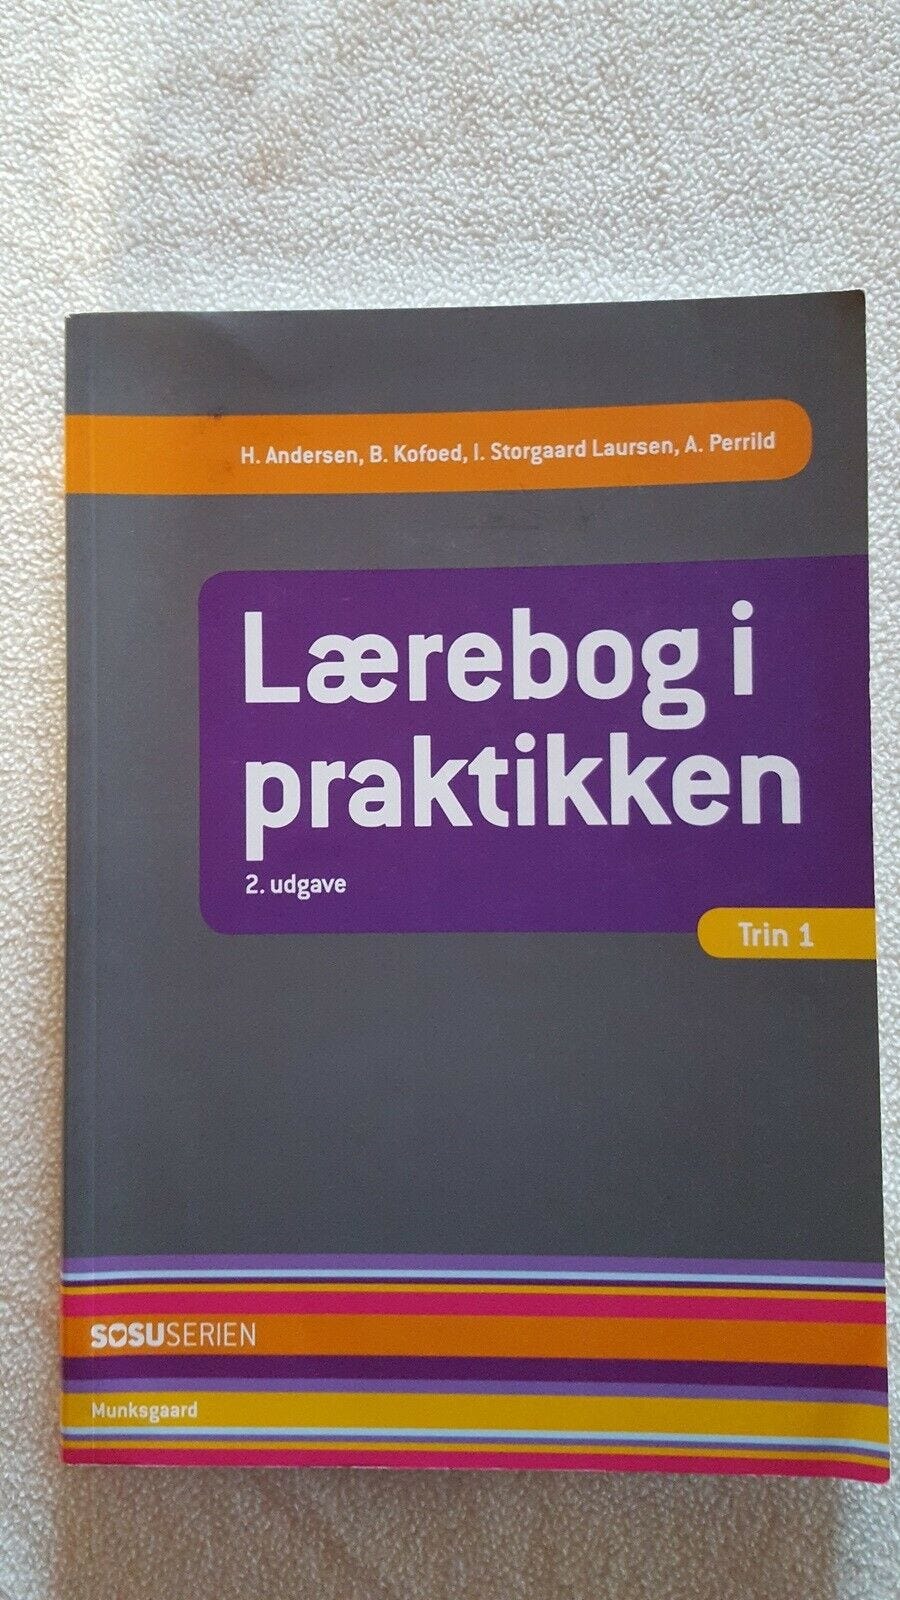 H. Andersen, B. Kofoed, I. Storgaard Laursen, A. Perrild
Lærebog i
praktikken
2. udgave
Trin 1
SOSUSERIEN
Munksgaard